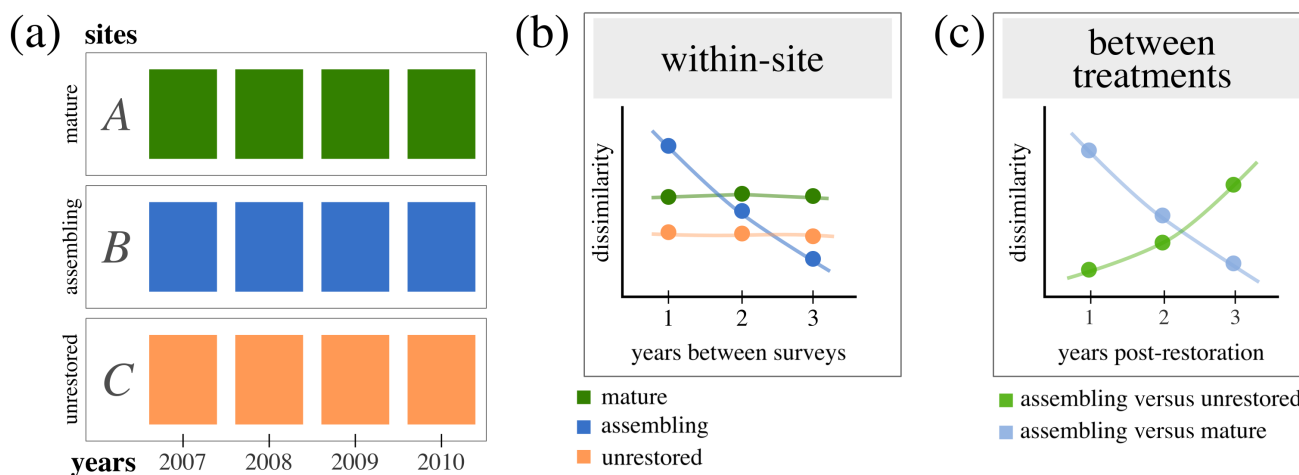 (a)
sites
mature
A
assembling
B
unrestored
C
years
2007 2008 2009 2010
(b)
within-site
dissimilarity
1 2 3
years between surveys
mature
assembling
unrestored
(c)
between
treatments
dissimilarity
1 2 3
years post-restoration
assembling versus unrestored
assembling versus mature